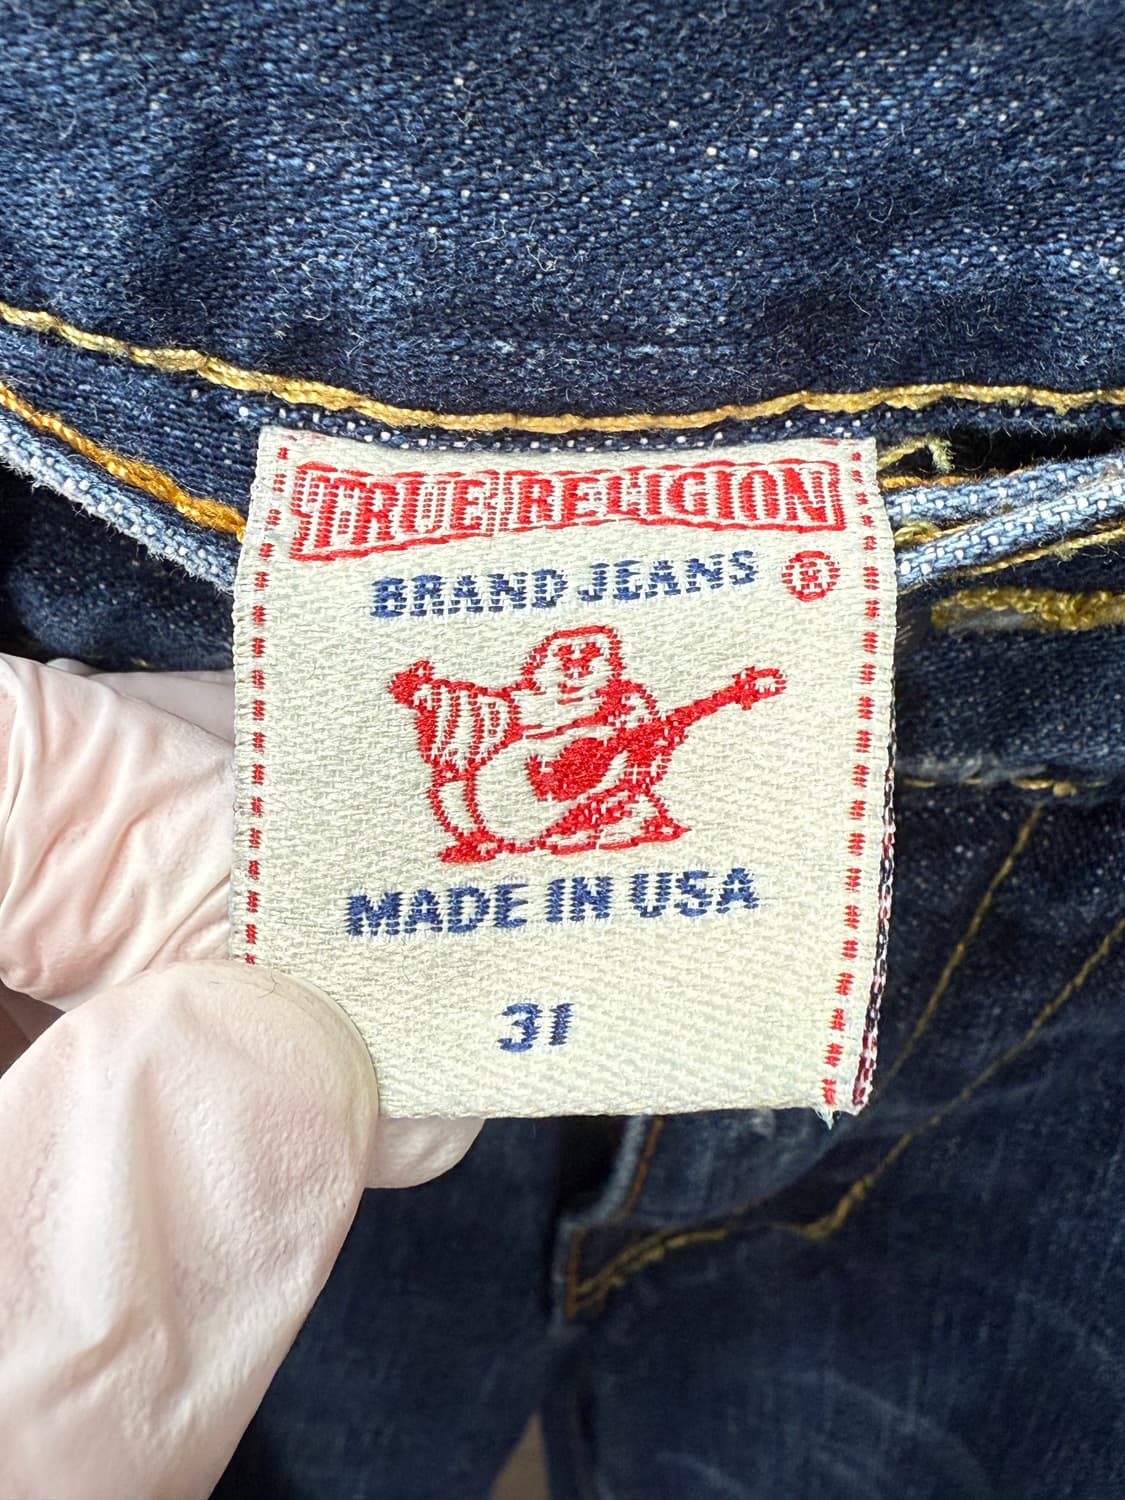 TRUE RELIGION
BRAND JEANS ®
MADE IN USA
31